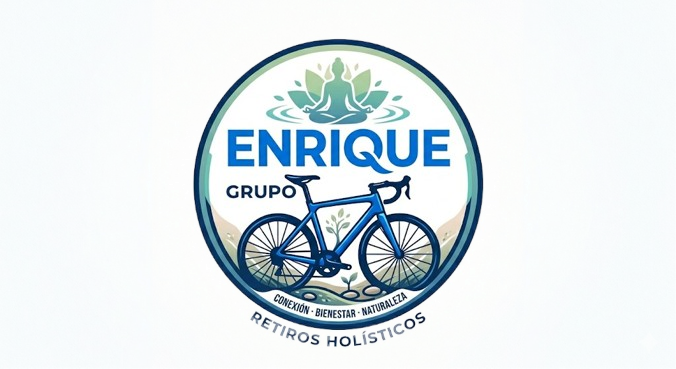 ENRIQUE
GRUPO
CONEXIÓN · BIENESTAR · NATURALEZA
RETIROS HOLÍSTICOS